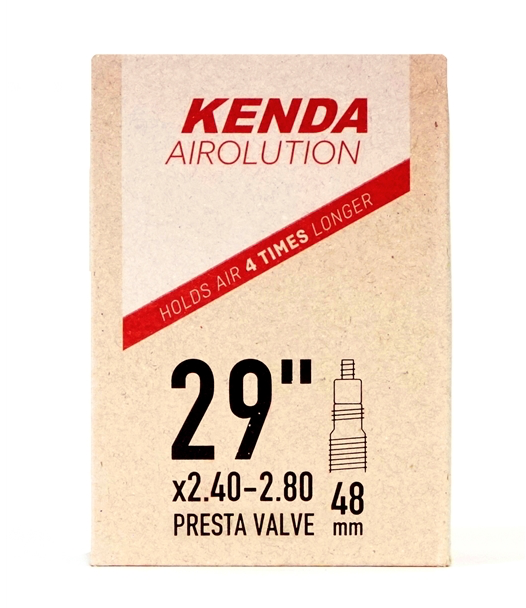 KENDA
AIROLUTION
HOLDS AIR 4 TIMES LONGER
29"
x2.40-2.80
PRESTA VALVE
48
mm